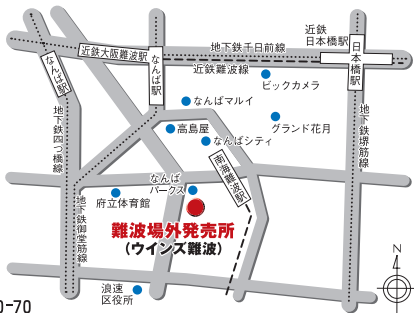 近鉄
日本橋駅
地下鉄千日前線
近鉄大阪難波駅
なんば駅
なんば駅
日本橋駅
近鉄難波線
ビックカメラ
なんばマルイ
グランド花月
高島屋
なんばシティ
地下鉄四つ橋線
地下鉄堺筋線
南海難波駅
なんば
パークス
府立体育館
地下鉄御堂筋線
難波場外発売所
(ウインズ難波)
浪速
区役所
N
0-70